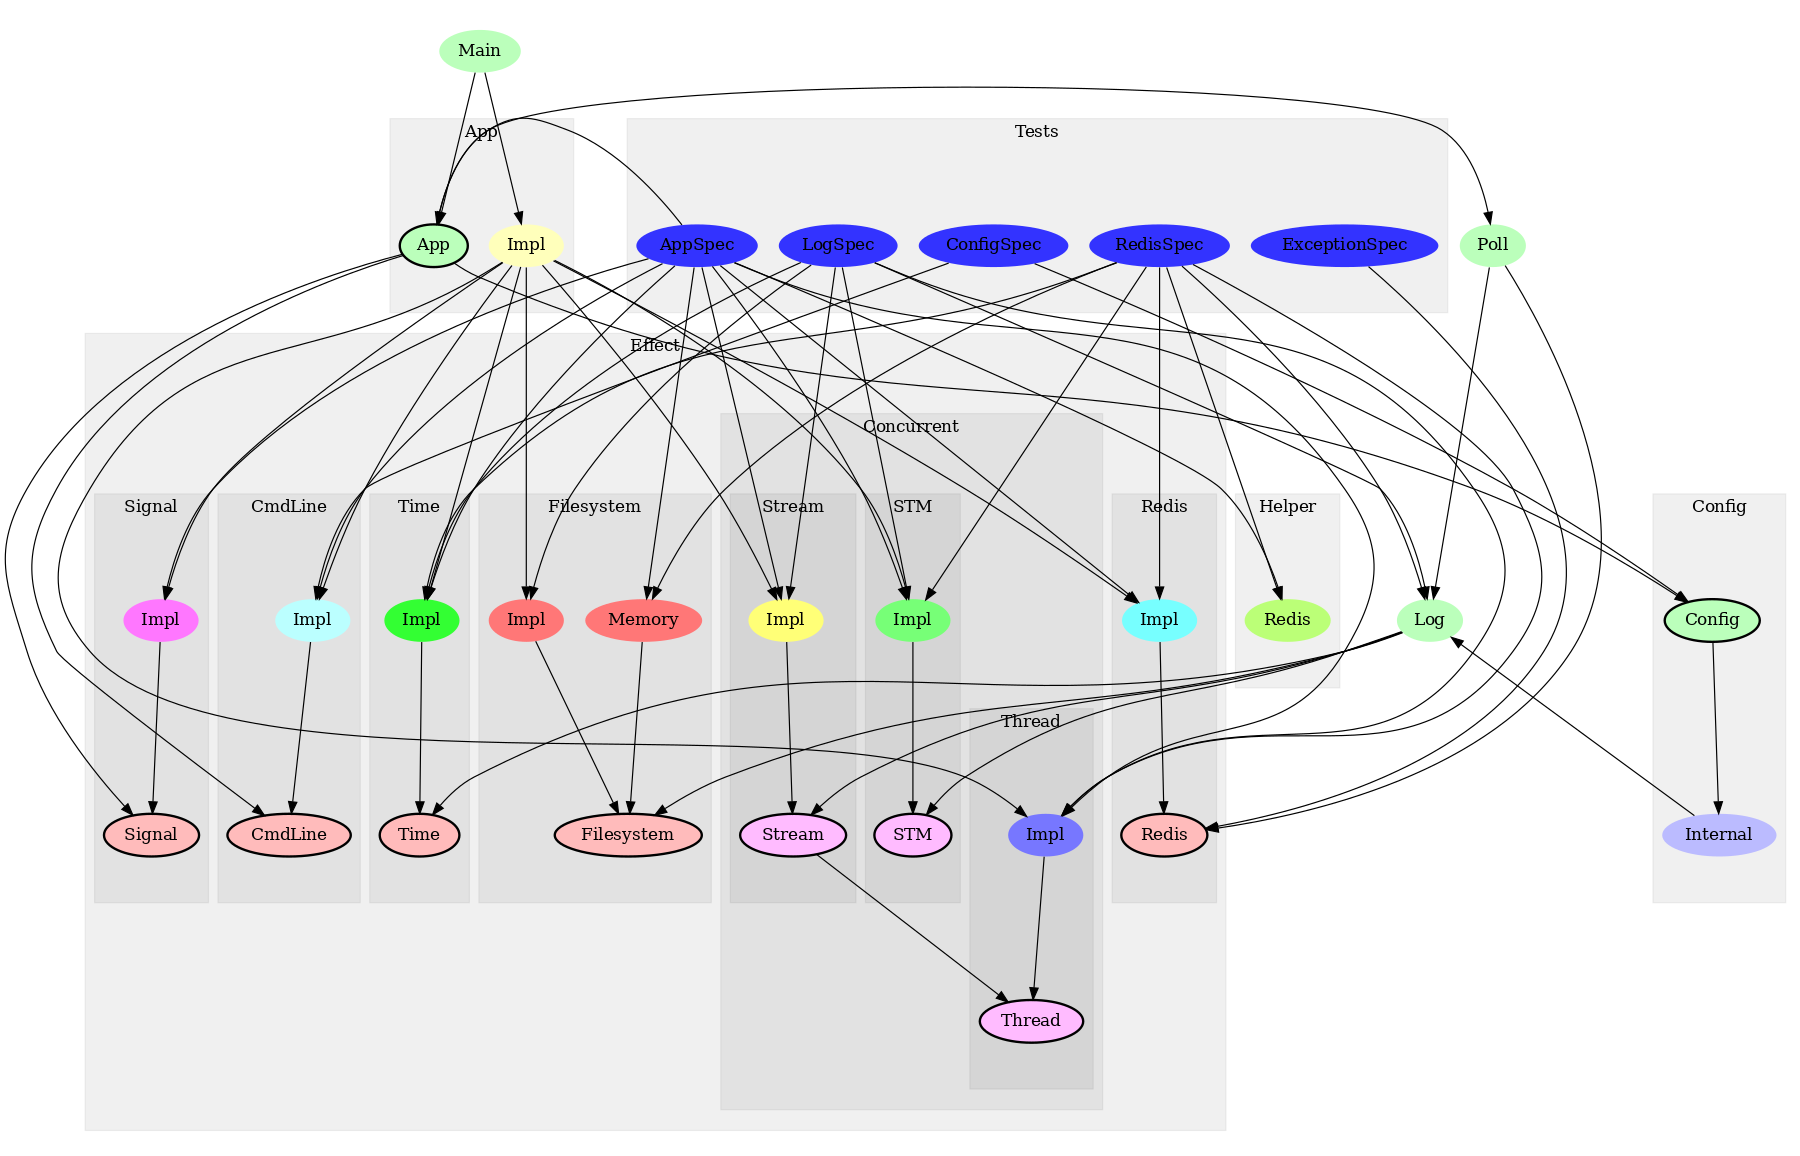 Main
App
Tests
App
Impl
AppSpec
LogSpec
ConfigSpec
RedisSpec
ExceptionSpec
Poll
Effect
Concurrent
Signal
CmdLine
Time
Filesystem
Stream
STM
Redis
Helper
Config
Impl
Impl
Impl
Impl
Memory
Impl
Impl
Impl
Redis
Log
Config
Thread
Signal
CmdLine
Time
Filesystem
Stream
STM
Impl
Redis
Internal
Thread